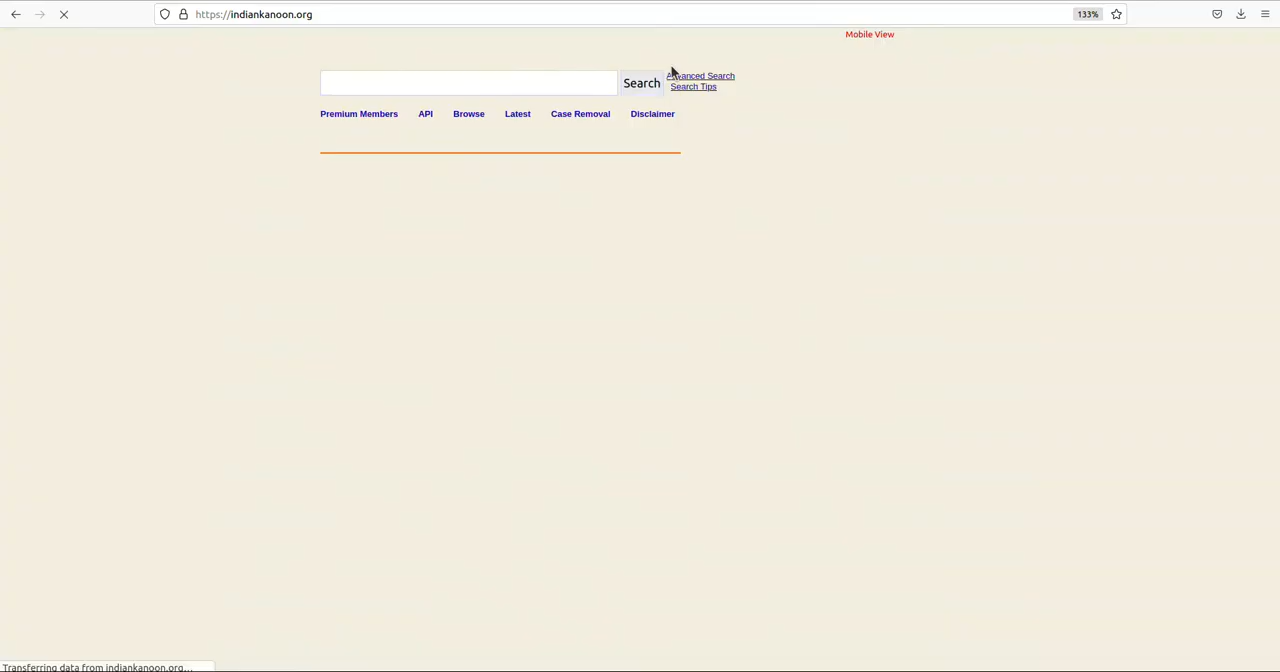 https://indiankanoon.org
133%
Mobile View
Search
Advanced Search
Search Tips
Premium Members API Browse Latest Case Removal Disclaimer
Transferring data from indiankanoon.org...